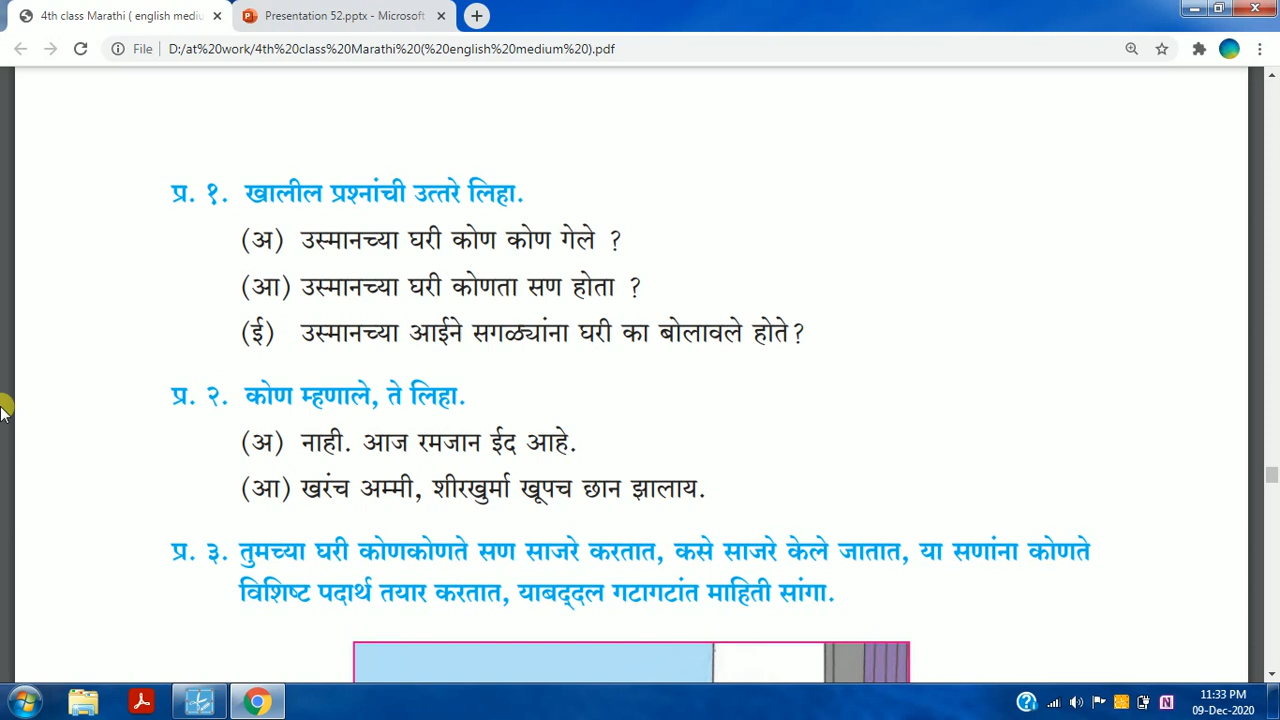 4th class Marathi ( english mediu
Presentation 52.pptx - Microsoft
File
D:/at%20work/4th%20class%20Marathi%20(%20english%20medium%20).pdf
प्र. १. खालील प्रश्नांची उत्तरे लिहा.
(अ) उस्मानच्या घरी कोण कोण गेले ?
(आ) उस्मानच्या घरी कोणता सण होता ?
(ई) उस्मानच्या आईने सगळ्यांना घरी का बोलावले होते?
प्र. २. कोण म्हणाले, ते लिहा.
(अ) नाही. आज रमजान ईद आहे.
(आ) खरंच अम्मी, शीरखुर्मा खूपच छान झालाय.
प्र. ३. तुमच्या घरी कोणकोणते सण साजरे करतात, कसे साजरे केले जातात, या सणांना कोणते
विशिष्ट पदार्थ तयार करतात, याबद्‌दल गटागटांत माहिती सांगा.
11:33 PM
09-Dec-2020